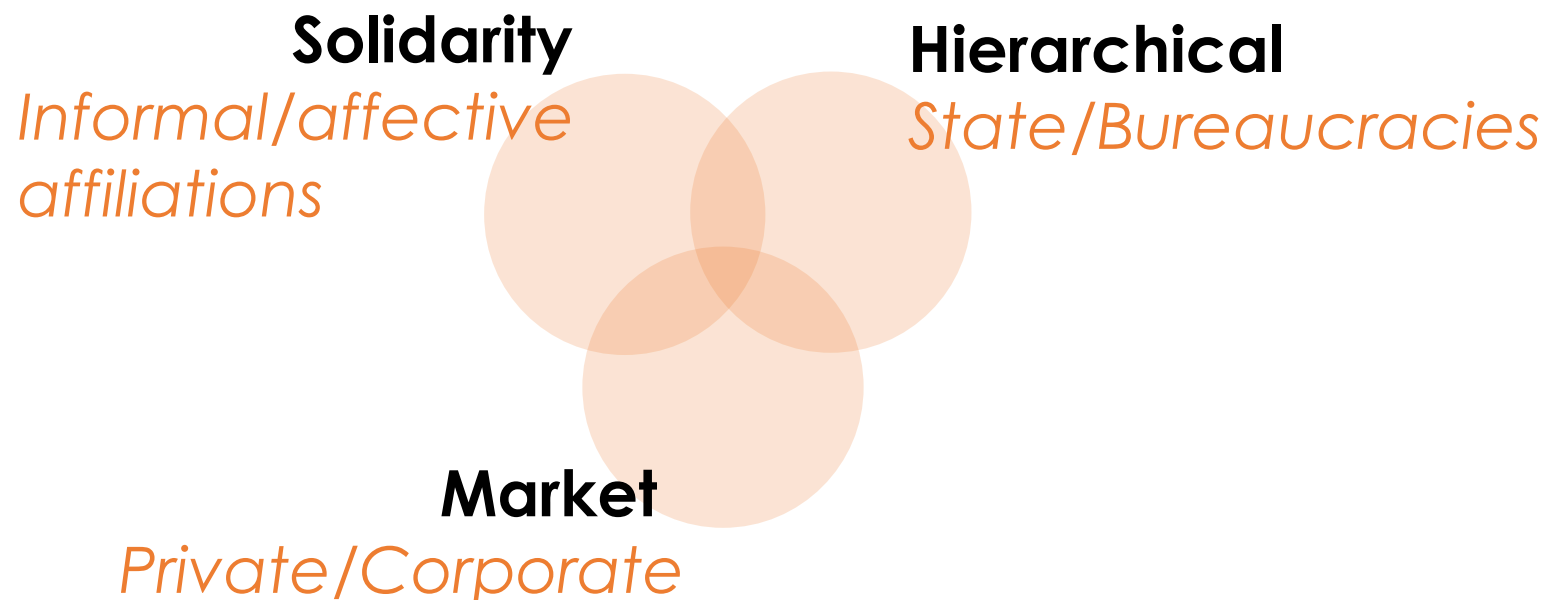 Solidarity
Informal/affective
affiliations
Hierarchical
State/Bureaucracies
Market
Private/Corporate